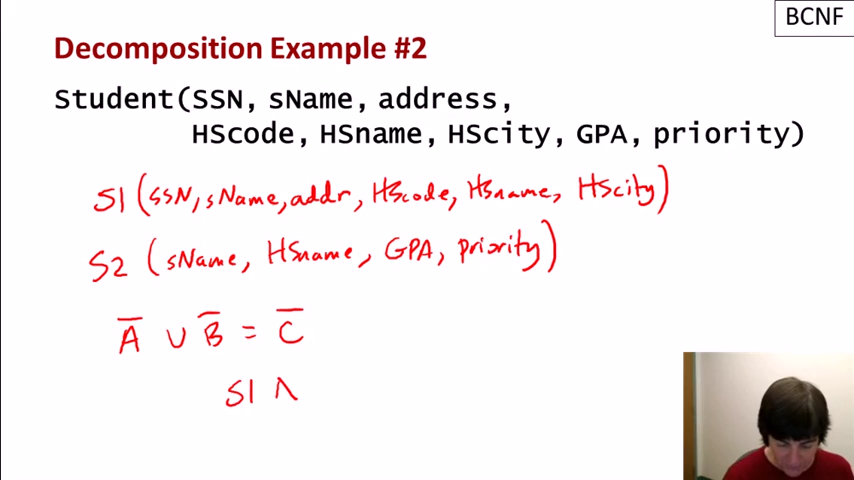 BCNF
Decomposition Example #2
Student(SSN, sName, address,
HScode, HSname, HScity, GPA, priority)
S1 (SSN, sName, addr, HScode, HSname, HScity)
S2 (sName, HSname, GPA, priority)
A̅ ∪ B̅ = C̅
S1 Λ